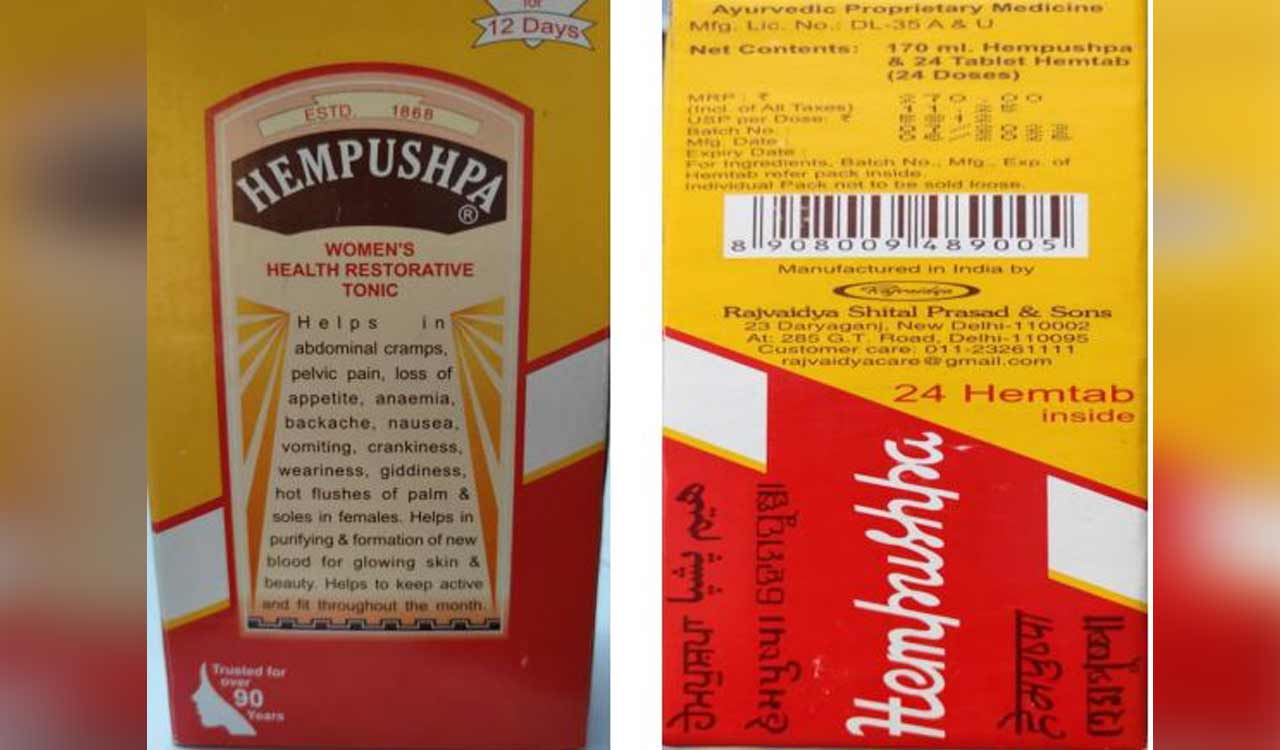 for
12 Days
ESTD. 1868
HEMPUSHPA
®
WOMEN'S
HEALTH RESTORATIVE
TONIC
Helps in
abdominal cramps,
pelvic pain, loss of
appetite, anaemia,
backache, nausea,
vomiting, crankiness,
weariness, giddiness,
hot flushes of palm &
soles in females. Helps in
purifying & formation of new
blood for glowing skin &
beauty. Helps to keep active
and fit throughout the month.
Trusted for
over
90
Years
Ayurvedic Proprietary Medicine
Mfg. Lic. No.: DL-35 A & U
Net Contents: 170 ml. Hempushpa
& 24 Tablet Hemtab
(24 Doses)
MRP : ₹ 270.00
(Incl. of All Taxes)
USP per Dose: ₹
Batch No. :
Mfg. Date :
Expiry Date :
For Ingredients, Batch No., Mfg., Exp. of
Hemtab refer pack inside.
Individual Pack not to be sold loose.
8 908009 489005
Manufactured in India by
Rajvaidya
Rajvaidya Shital Prasad & Sons
23 Daryaganj, New Delhi-110002
At: 285 G.T. Road, Delhi-110095
Customer care: 011-23261111
rajvaidyacare@gmail.com
24 Hemtab
inside
Hempushpa
ہیم پشپا